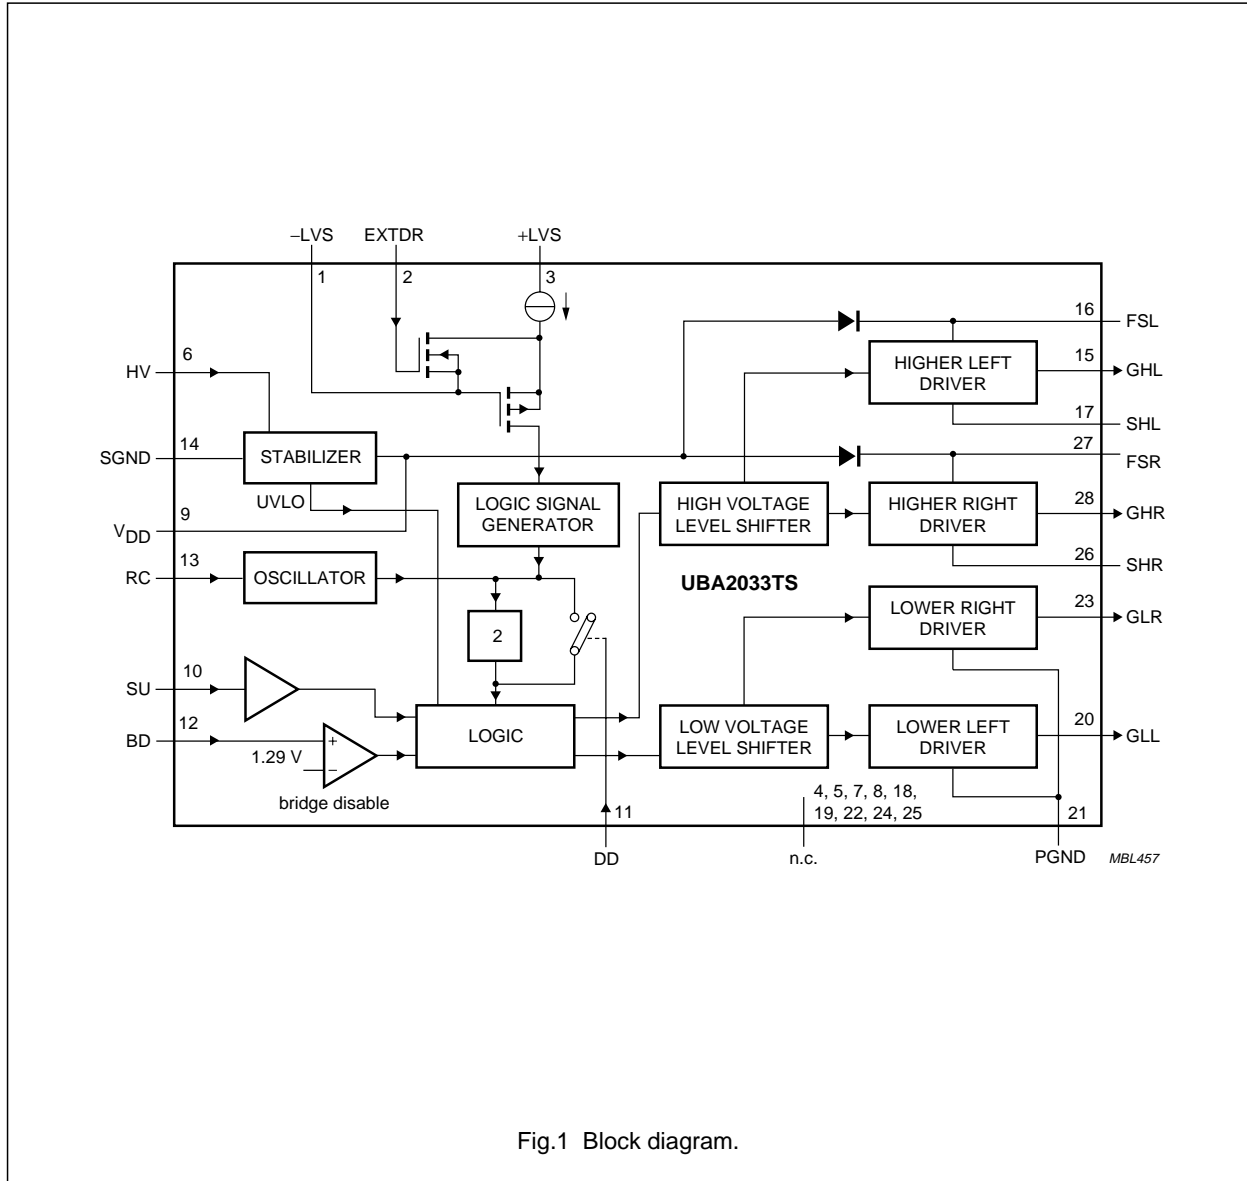 −LVS EXTDR +LVS
1 2 3
16 FSL
6 HV
HIGHER LEFT
DRIVER
15 GHL
17 SHL
14 SGND
STABILIZER
27 FSR
UVLO
LOGIC SIGNAL
GENERATOR
HIGH VOLTAGE
LEVEL SHIFTER
HIGHER RIGHT
DRIVER
28 GHR
9 VDD
13 RC
OSCILLATOR
26 SHR
UBA2033TS
2
LOWER RIGHT
DRIVER
23 GLR
10 SU
12 BD
1.29 V
+
−
bridge disable
LOGIC
LOW VOLTAGE
LEVEL SHIFTER
LOWER LEFT
DRIVER
20 GLL
11
4, 5, 7, 8, 18,
19, 22, 24, 25
21
DD n.c. PGND MBL457
Fig.1 Block diagram.